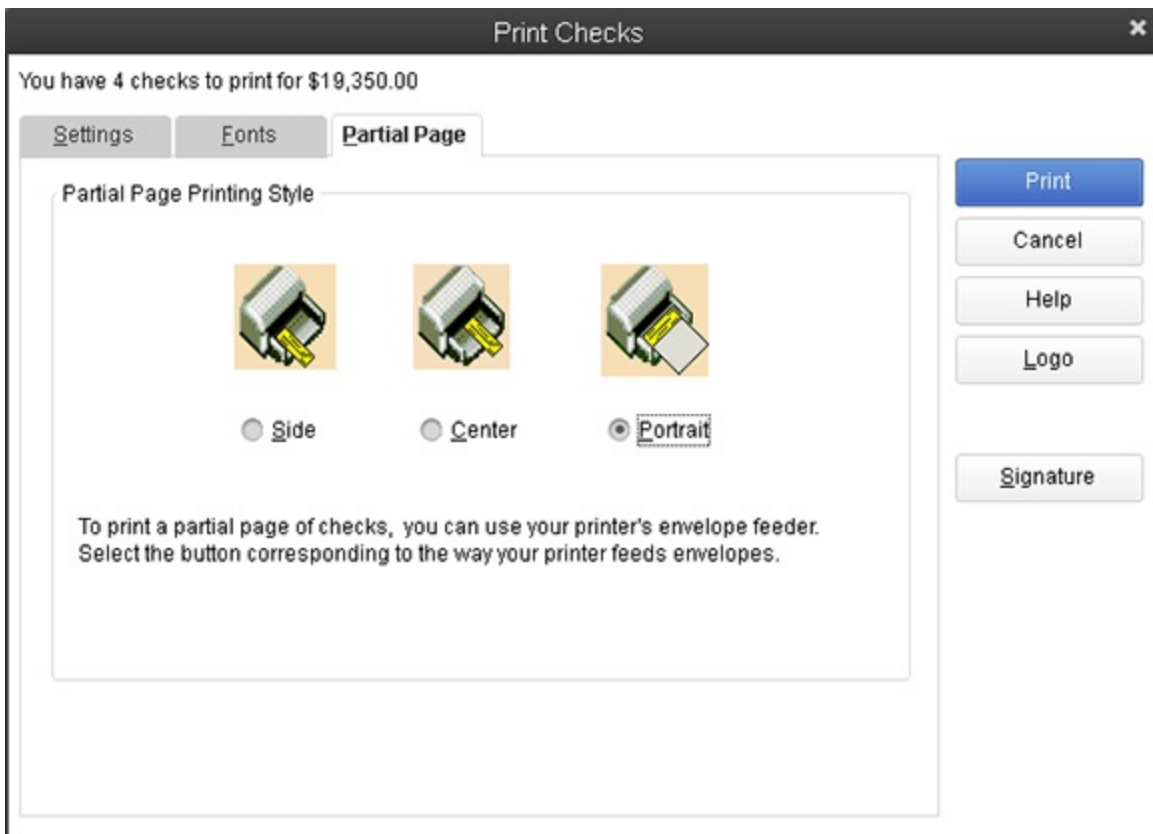 Print Checks
You have 4 checks to print for $19,350.00
Settings
Fonts
Partial Page
Partial Page Printing Style
Side
Center
Portrait
To print a partial page of checks, you can use your printer's envelope feeder.
Select the button corresponding to the way your printer feeds envelopes.
Print
Cancel
Help
Logo
Signature